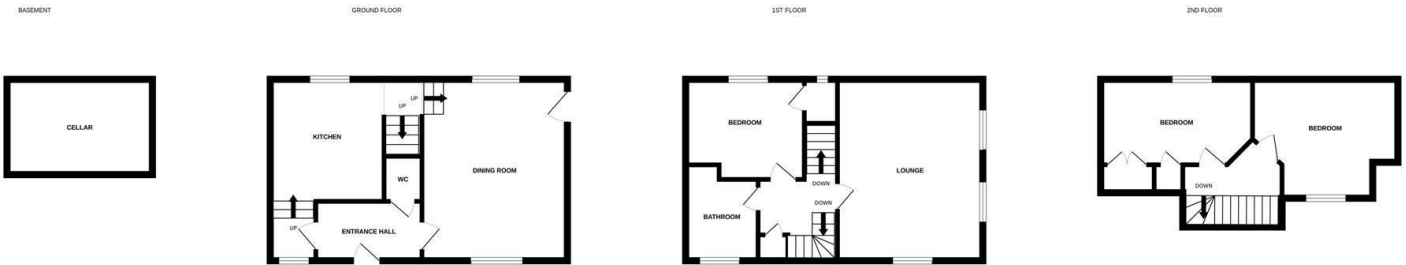 BASEMENT
GROUND FLOOR
1ST FLOOR
2ND FLOOR
CELLAR
KITCHEN
UP
UP
WC
DINING ROOM
UP
ENTRANCE HALL
BEDROOM
LOUNGE
DOWN
DOWN
BATHROOM
BEDROOM
BEDROOM
DOWN